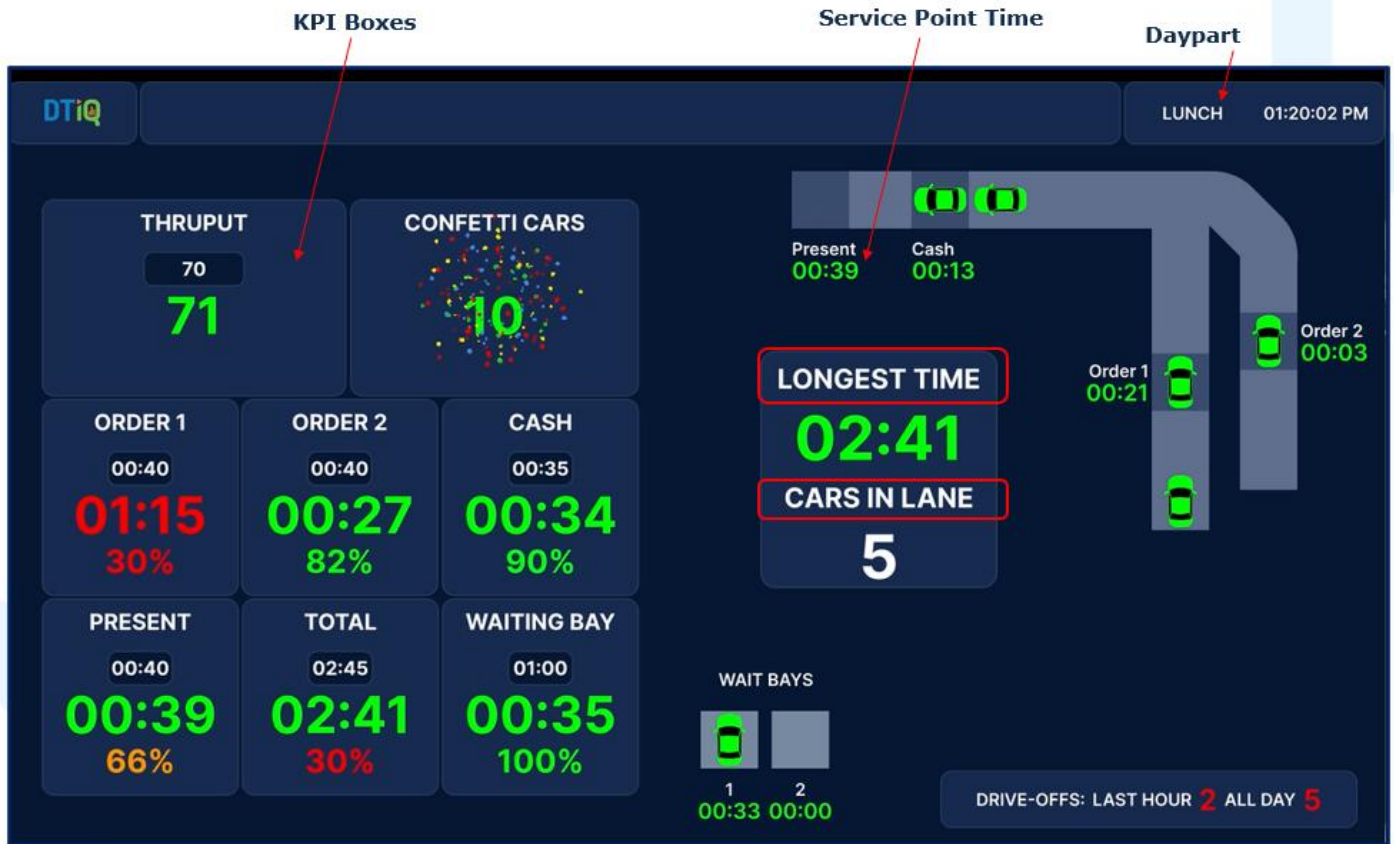 KPI Boxes
Service Point Time
Daypart
DTiQ
LUNCH 01:20:02 PM
THRUPUT
70
71
CONFETTI CARS
10
ORDER 1
00:40
01:15
30%
ORDER 2
00:40
00:27
82%
CASH
00:35
00:34
90%
PRESENT
00:40
00:39
66%
TOTAL
02:45
02:41
30%
WAITING BAY
01:00
00:35
100%
Present
00:39
Cash
00:13
Order 1
00:21
Order 2
00:03
LONGEST TIME
02:41
CARS IN LANE
5
WAIT BAYS
1 2
00:33 00:00
DRIVE-OFFS: LAST HOUR 2 ALL DAY 5